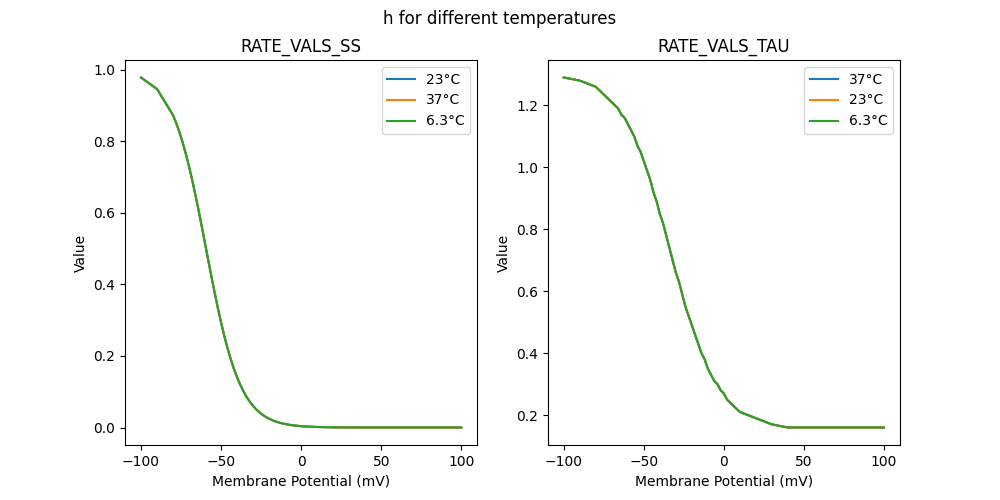 h for different temperatures
RATE_VALS_SS
1.0
0.8
0.6
0.4
0.2
0.0
Value
−100
−50
0
50
100
Membrane Potential (mV)
23°C
37°C
6.3°C
RATE_VALS_TAU
1.2
1.0
0.8
0.6
0.4
0.2
Value
−100
−50
0
50
100
Membrane Potential (mV)
37°C
23°C
6.3°C